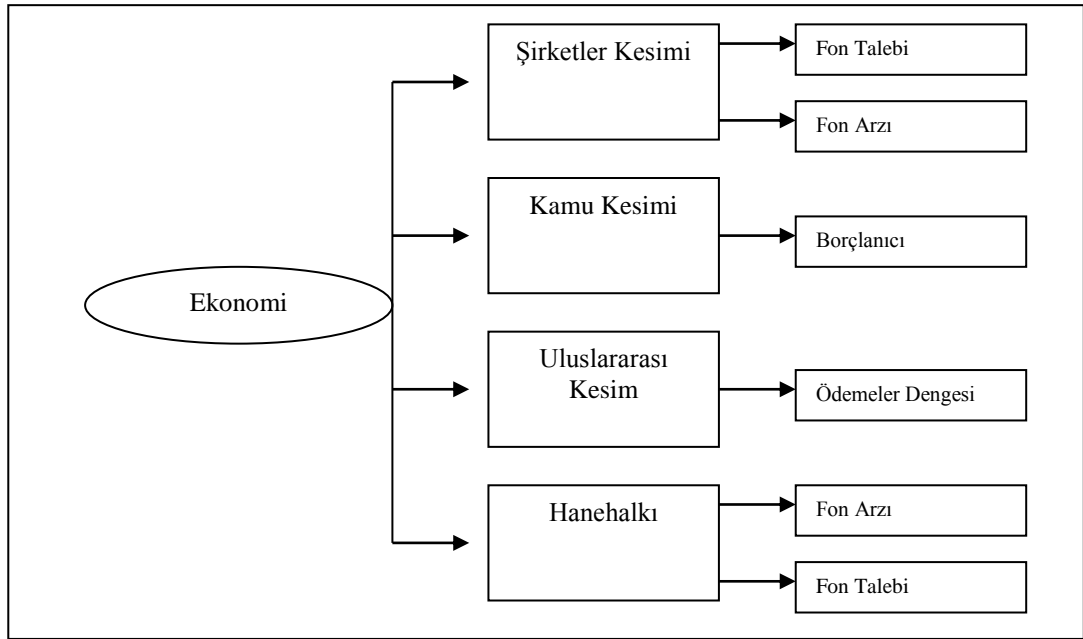 Şirketler Kesimi
Fon Talebi
Fon Arzı
Kamu Kesimi
Borçlanıcı
Ekonomi
Uluslararası
Kesim
Ödemeler Dengesi
Hanehalkı
Fon Arzı
Fon Talebi